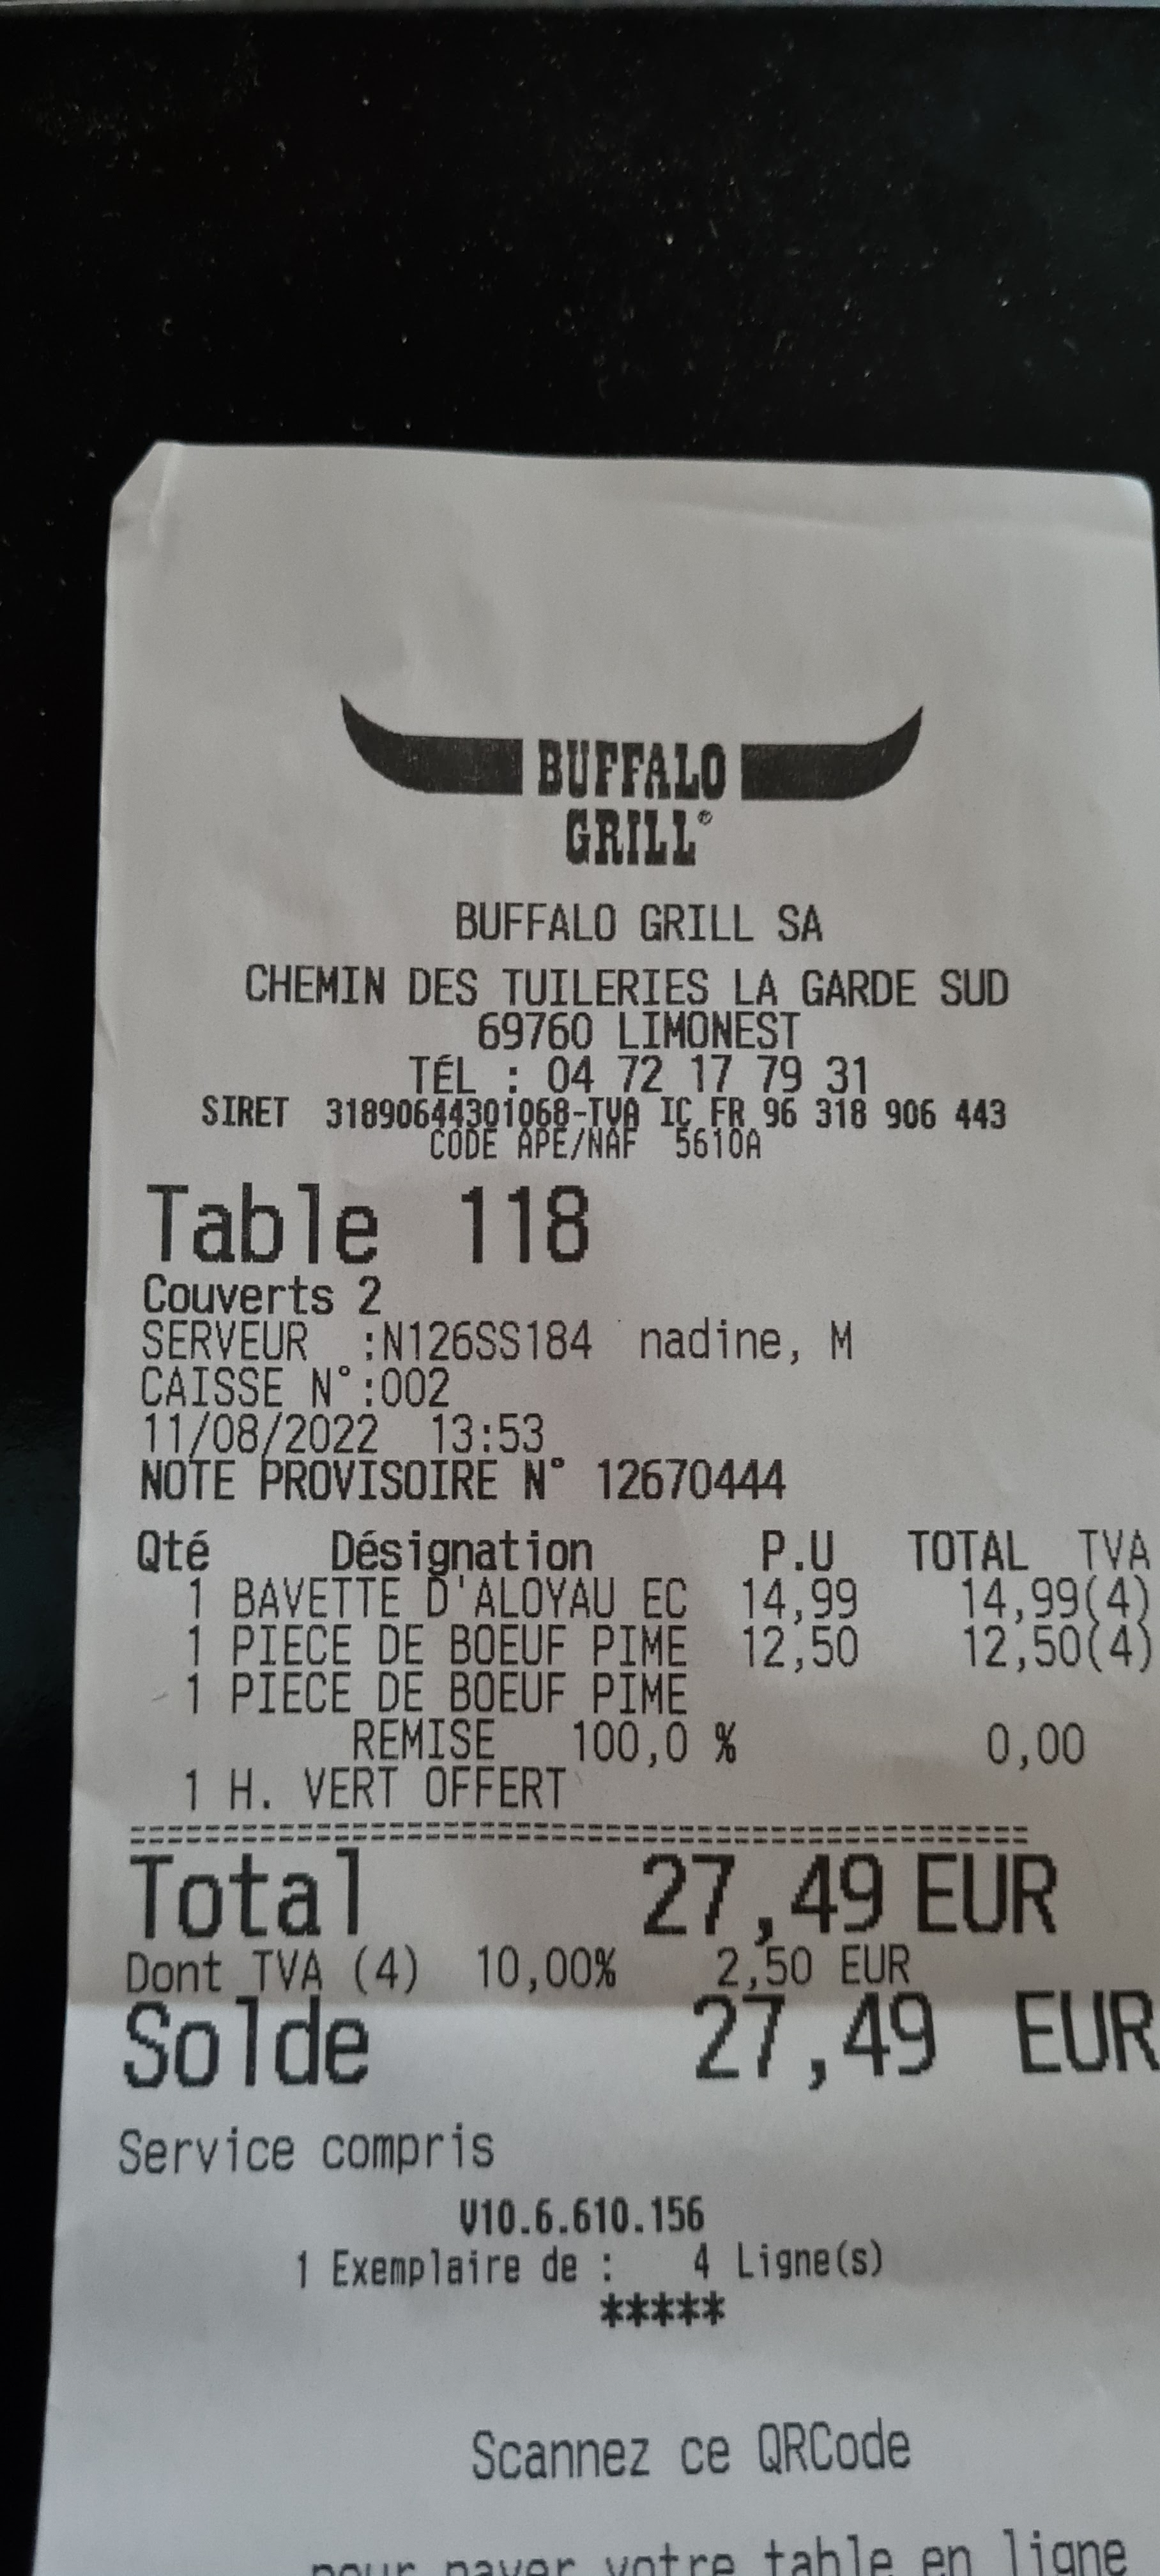 BUFFALO
GRILL®
BUFFALO GRILL SA
CHEMIN DES TUILERIES LA GARDE SUD
69760 LIMONEST
TÉL : 04 72 17 79 31
SIRET 31890644301068-TVA IC FR 96 318 906 443
CODE APE/NAF 5610A
Table 118
Couverts 2
SERVEUR :N126SS184 nadine, M
CAISSE N°:002
11/08/2022 13:53
NOTE PROVISOIRE N° 12670444
Qté Désignation P.U TOTAL TVA
1 BAVETTE D'ALOYAU EC 14,99 14,99(4)
1 PIECE DE BOEUF PIME 12,50 12,50(4)
1 PIECE DE BOEUF PIME
REMISE 100,0 % 0,00
1 H. VERT OFFERT
=================================================
Total 27,49 EUR
Dont TVA (4) 10,00% 2,50 EUR
Solde 27,49 EUR
Service compris
V10.6.610.156
1 Exemplaire de : 4 Ligne(s)
*****
Scannez ce QRCode
pour payer votre table en ligne